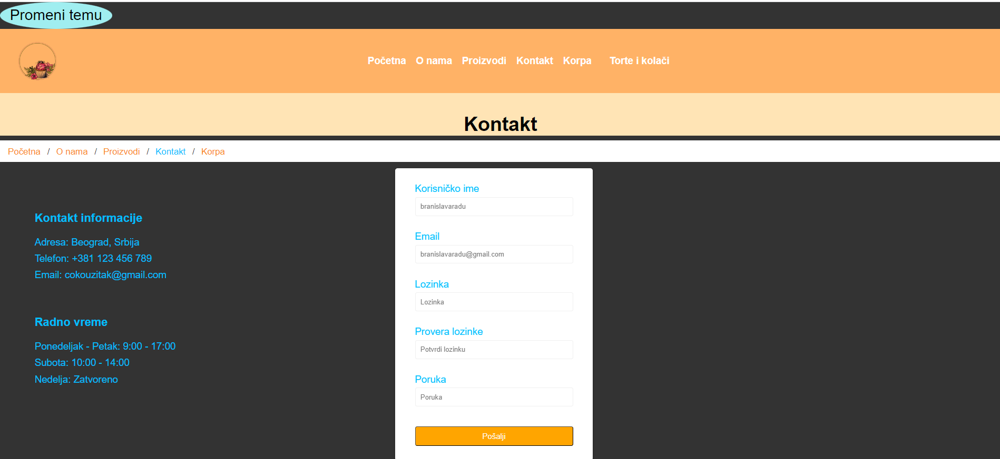 Promeni temu
Početna O nama Proizvodi Kontakt Korpa Torte i kolači
Kontakt
Početna / O nama / Proizvodi / Kontakt / Korpa
Kontakt informacije
Adresa: Beograd, Srbija
Telefon: +381 123 456 789
Email: cokouzitak@gmail.com
Radno vreme
Ponedeljak - Petak: 9:00 - 17:00
Subota: 10:00 - 14:00
Nedelja: Zatvoreno
Korisničko ime
branislavaradu
Email
branislavaradu@gmail.com
Lozinka
Lozinka
Provera lozinke
Potvrdi lozinku
Poruka
Poruka
Pošalji